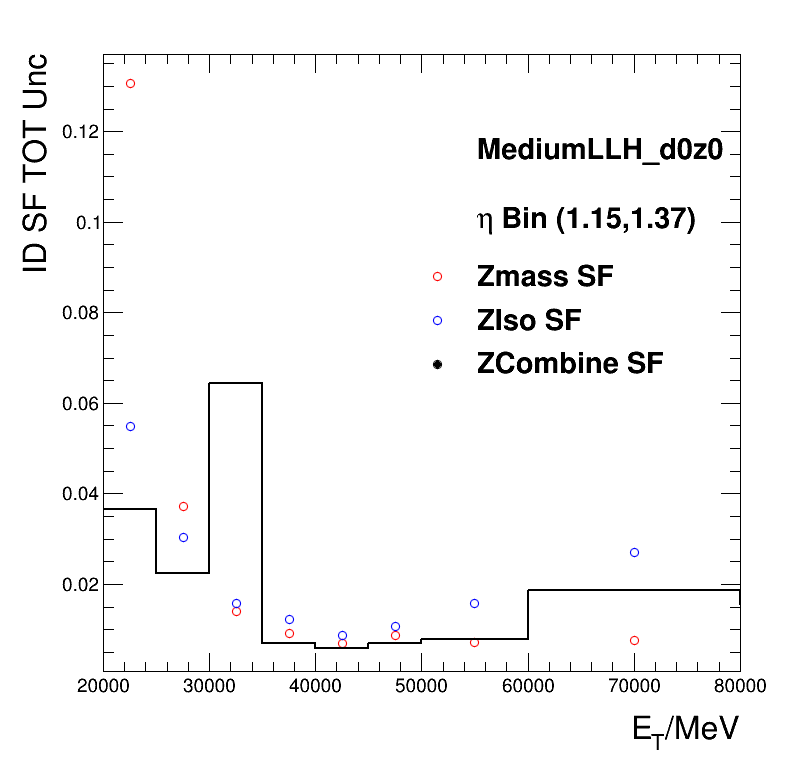 ID SF TOT Unc
0.12
0.1
0.08
0.06
0.04
0.02
MediumLLH_d0z0
η Bin (1.15,1.37)
Zmass SF
ZIso SF
ZCombine SF
20000 30000 40000 50000 60000 70000 80000
E_T/MeV